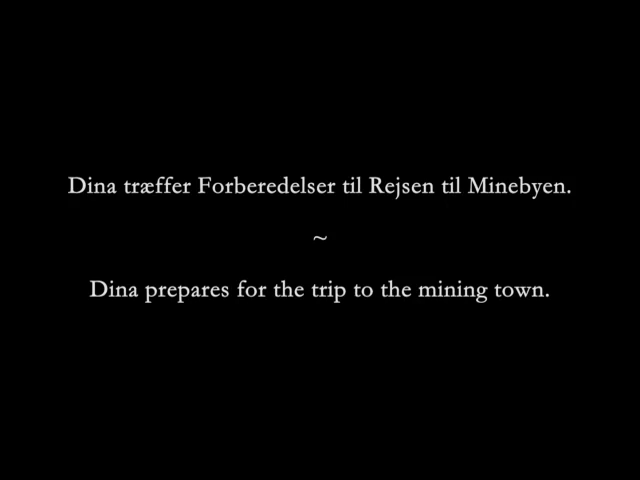 Dina træffer Forberedelser til Rejsen til Minebyen.
~
Dina prepares for the trip to the mining town.